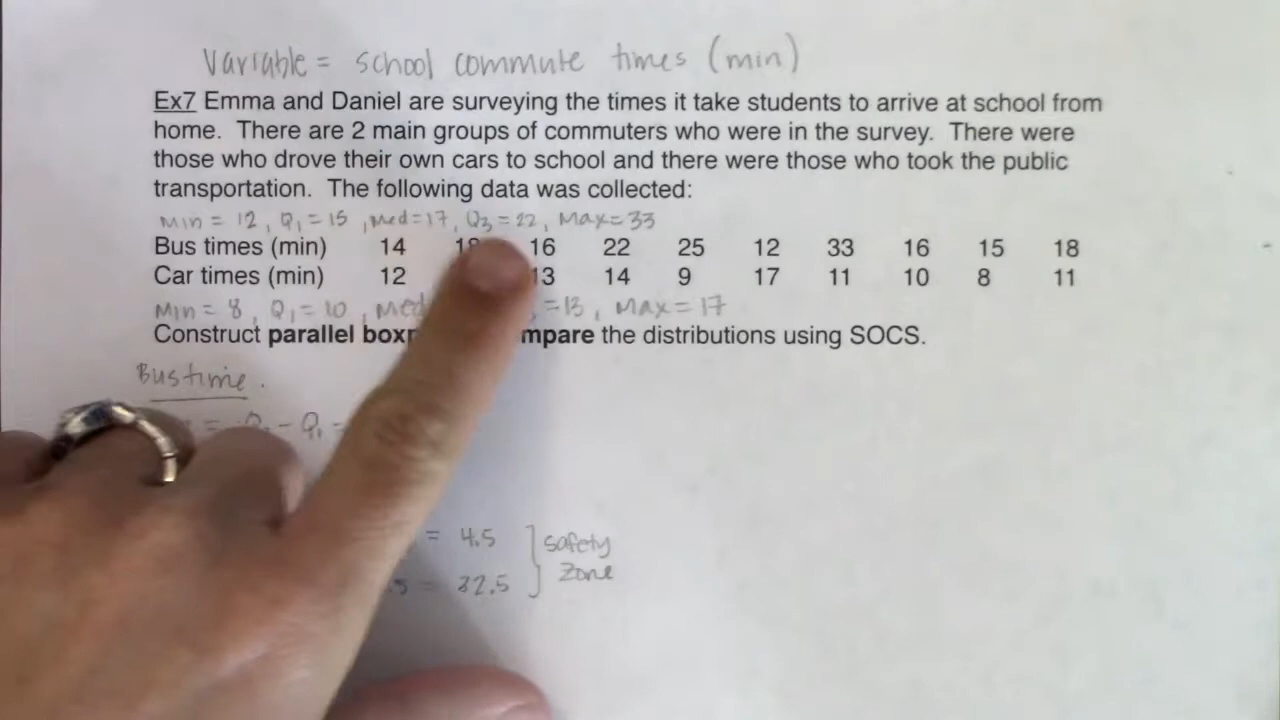 Variable = school commute times (min)
Ex7 Emma and Daniel are surveying the times it take students to arrive at school from
home. There are 2 main groups of commuters who were in the survey. There were
those who drove their own cars to school and there were those who took the public
transportation. The following data was collected:
Min = 12, Q1 = 15, Med = 17, Q3 = 22, Max = 33
Bus times (min) 14 16 22 25 12 33 16 15 18
Car times (min) 12 13 14 9 17 11 10 8 11
Min = 8, Q1 = 10, Med = 13, Max = 17
Construct parallel the distributions using SOCS.
Bus time.
- Q1
= 4.5 } Safety
= 32.5 Zone